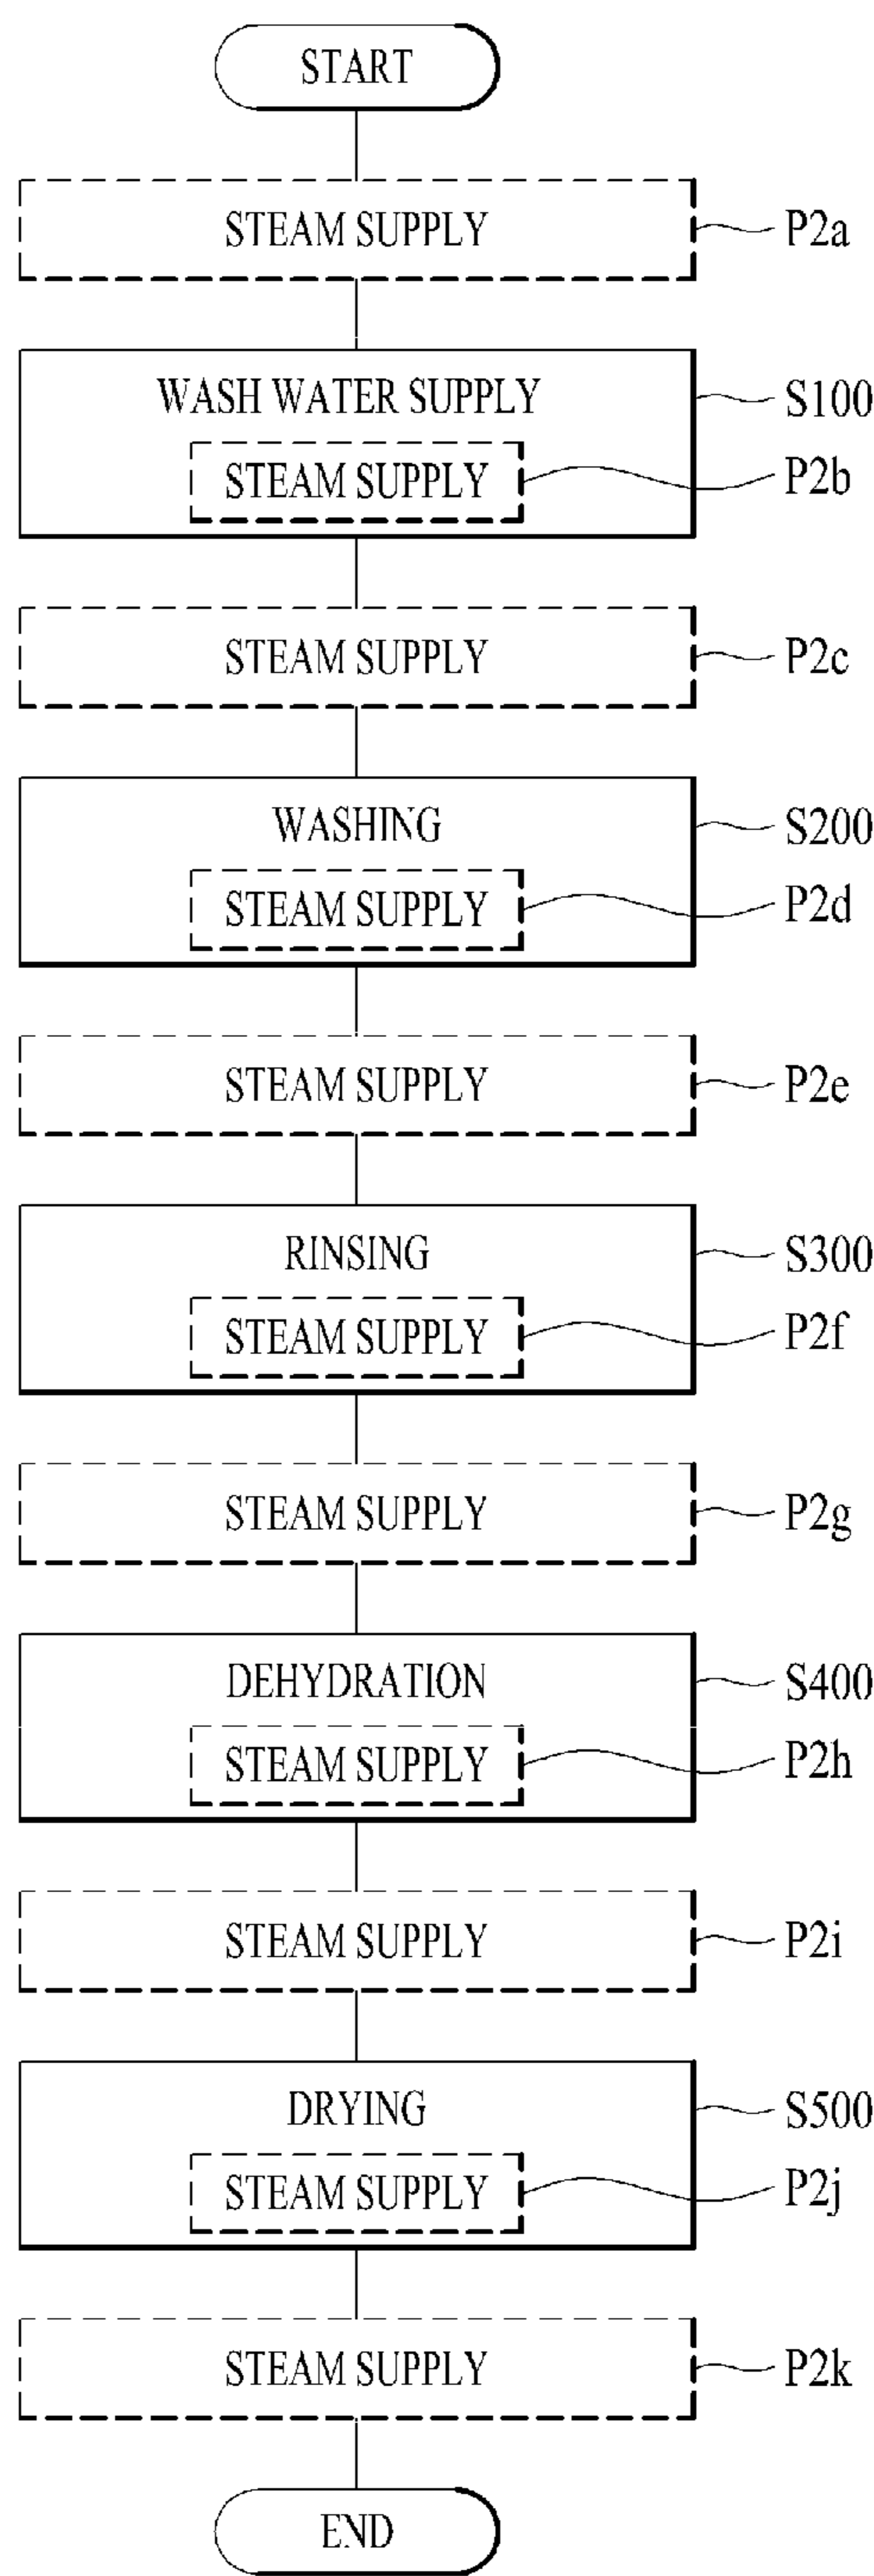 START
STEAM SUPPLY
P2a
WASH WATER SUPPLY
S100
STEAM SUPPLY
P2b
STEAM SUPPLY
P2c
WASHING
S200
STEAM SUPPLY
P2d
STEAM SUPPLY
P2e
RINSING
S300
STEAM SUPPLY
P2f
STEAM SUPPLY
P2g
DEHYDRATION
S400
STEAM SUPPLY
P2h
STEAM SUPPLY
P2i
DRYING
S500
STEAM SUPPLY
P2j
STEAM SUPPLY
P2k
END